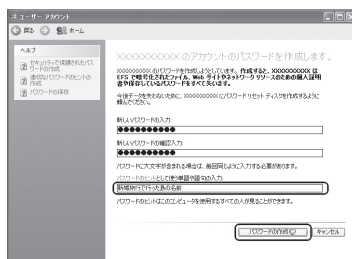 ユーザー アカウント
戻る
ホーム
ヘルプ
セキュリティで保護されたパスワードの作成
適切なパスワードのヒントの作成
パスワードの保存
XXXXXXXXXX のアカウントのパスワードを作成します。
XXXXXXXXXX のパスワードを作成しようとしています。作成すると、XXXXXXXXXX は
EFS で暗号化されたファイル、Web サイトやネットワーク リソースのための個人証明
書や保存しているパスワードをすべて失います。
今後データを失わないために、XXXXXXXXXX にパスワード リセット ディスクを作成するように
頼んでください。
新しいパスワードの入力:
●●●●●●●●●●
新しいパスワードの確認入力:
●●●●●●●●●●
パスワードに大文字が含まれる場合は、毎回同じように入力する必要があります。
パスワードのヒントとして使う単語や語句の入力:
新婚旅行で行った島の名前
パスワードのヒントはこのコンピュータを使用するすべての人が見ることができます。
パスワードの作成(C)
キャンセル